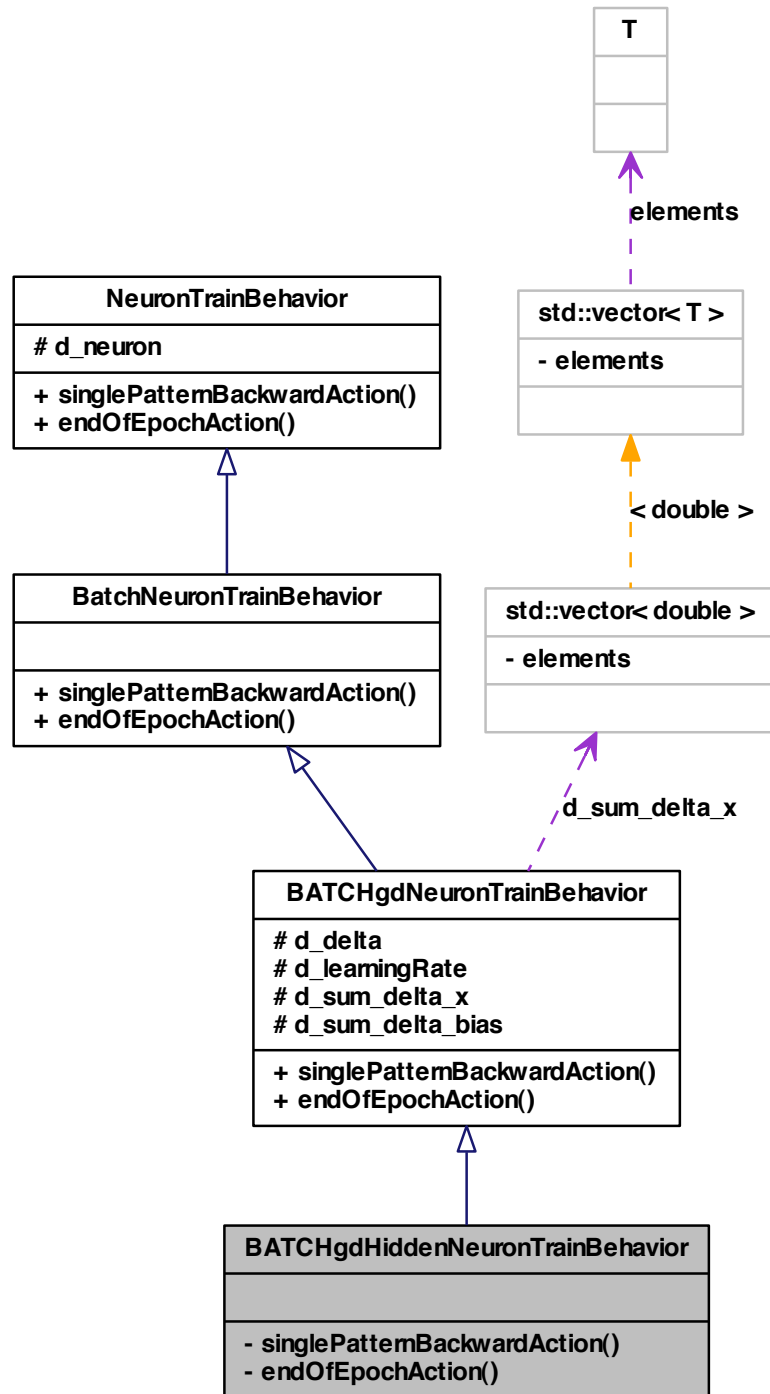 T
elements
NeuronTrainBehavior
# d_neuron
+ singlePatternBackwardAction()
+ endOfEpochAction()
std::vector< T >
- elements
< double >
BatchNeuronTrainBehavior
+ singlePatternBackwardAction()
+ endOfEpochAction()
std::vector< double >
- elements
d_sum_delta_x
BATCHgdNeuronTrainBehavior
# d_delta
# d_learningRate
# d_sum_delta_x
# d_sum_delta_bias
+ singlePatternBackwardAction()
+ endOfEpochAction()
BATCHgdHiddenNeuronTrainBehavior
- singlePatternBackwardAction()
- endOfEpochAction()